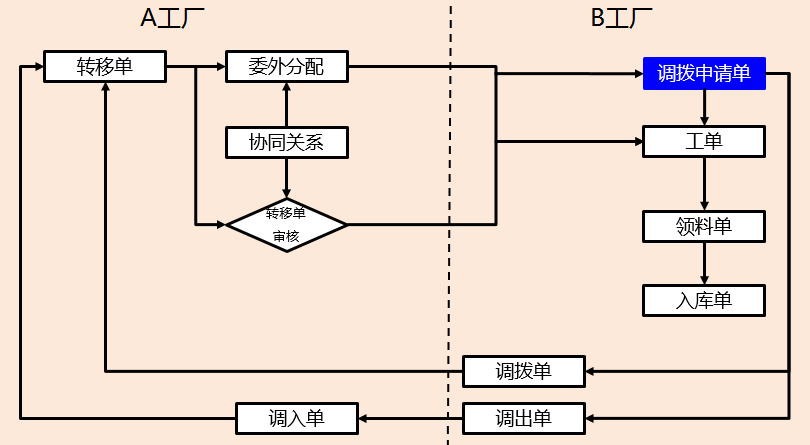 A工厂
B工厂
转移单
委外分配
调拨申请单
协同关系
工单
转移单
审核
领料单
入库单
调拨单
调入单
调出单